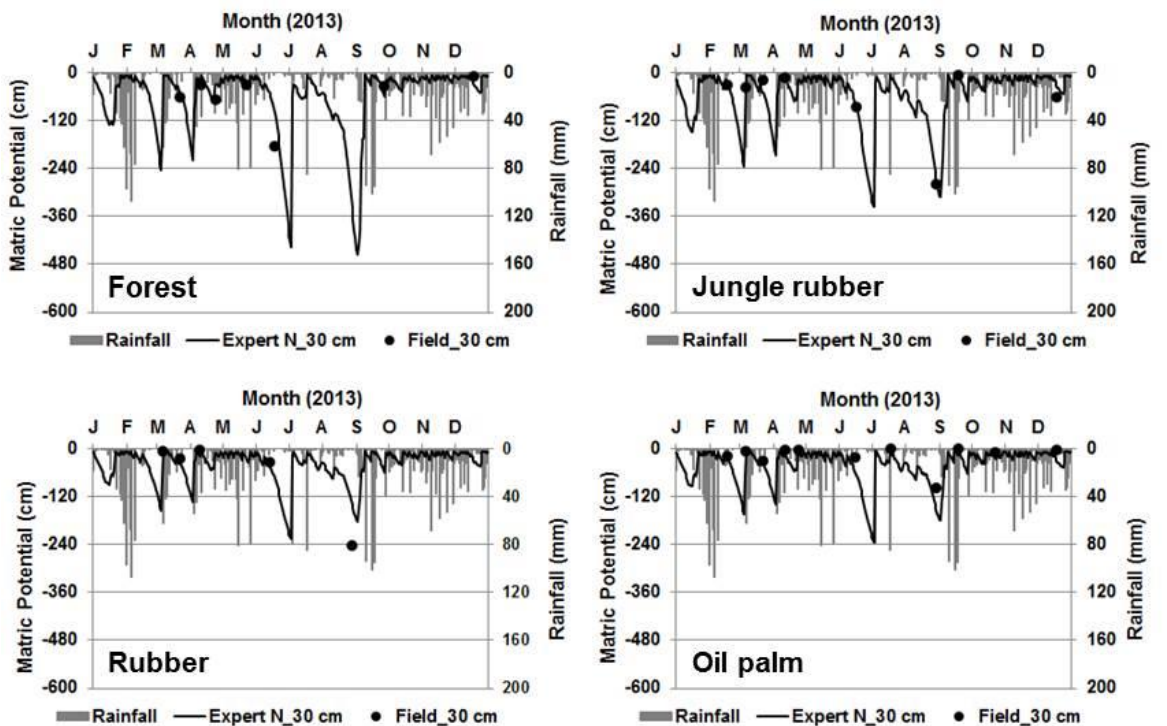 Month (2013)
J F M A M J J A S O N D
0
-120
-240
-360
-480
-600
Matric Potential (cm)
0
40
80
120
160
200
Rainfall (mm)
Forest
Rainfall Expert N_30 cm Field_30 cm
Month (2013)
J F M A M J J A S O N D
0
-120
-240
-360
-480
-600
Matric Potential (cm)
0
40
80
120
160
200
Rainfall (mm)
Jungle rubber
Rainfall Expert N_30 cm Field_30 cm
Month (2013)
J F M A M J J A S O N D
0
-120
-240
-360
-480
-600
Matric Potential (cm)
0
40
80
120
160
200
Rainfall (mm)
Rubber
Rainfall Expert N_30 cm Field_30 cm
Month (2013)
J F M A M J J A S O N D
0
-120
-240
-360
-480
-600
Matric Potential (cm)
0
40
80
120
160
200
Rainfall (mm)
Oil palm
Rainfall Expert N_30 cm Field_30 cm